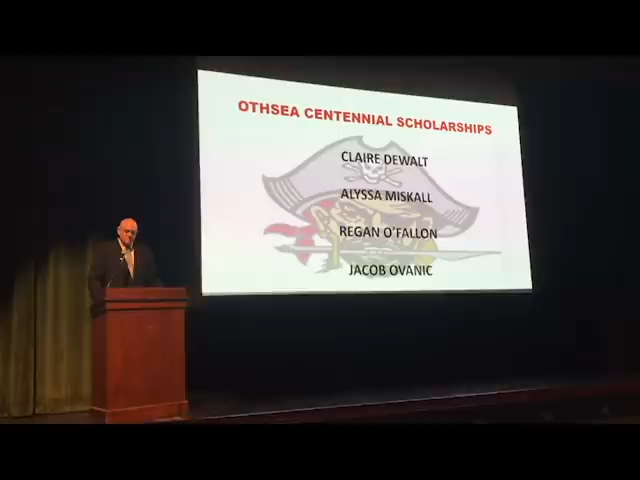 OTHSEA CENTENNIAL SCHOLARSHIPS
CLAIRE DEWALT
ALYSSA MISKALL
REGAN O'FALLON
JACOB OVANIC